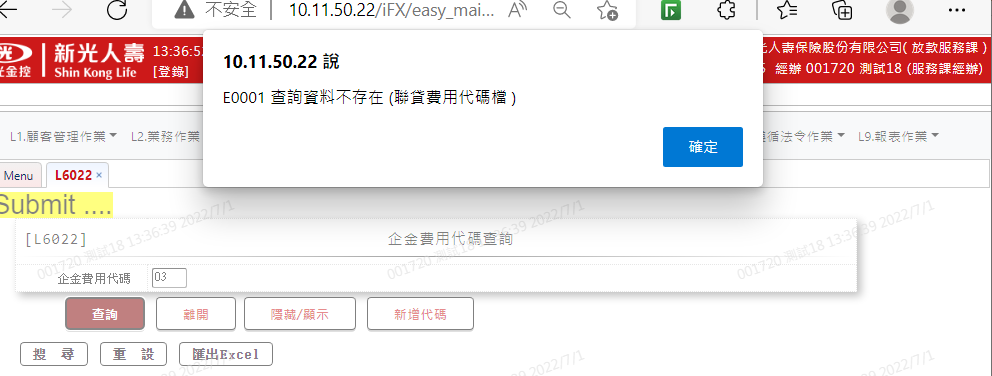 不安全 10.11.50.22/iFX/easy_mai...
新光人壽
Shin Kong Life
光金控
13:36:5
[登錄]
光人壽保險股份有限公司( 放款服務課 )
經辦 001720 測試18 (服務課經辦)
10.11.50.22 說
E0001 查詢資料不存在 (聯貸費用代碼檔 )
確定
L1.顧客管理作業 L2.業務作業 遵循法令作業 L9.報表作業
Menu L6022 ×
Submit ....
[L6022] 企金費用代碼查詢
企金費用代碼 03
查詢 離開 隱藏/顯示 新增代碼
搜 尋 重 設 匯出Excel
001720 測試18 13:36:39 2022/7/1
001720 測試18 13:36:39 2022/7/1
001720 測試18 13:36:39 2022/7/1